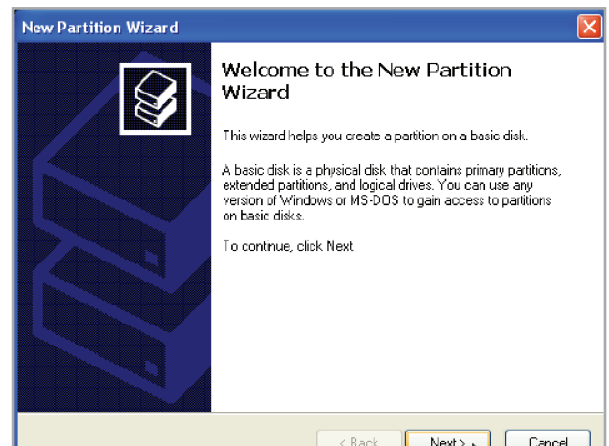 New Partition Wizard
Welcome to the New Partition
Wizard
This wizard helps you create a partition on a basic disk.
A basic disk is a physical disk that contains primary partitions,
extended partitions, and logical drives. You can use any
version of Windows or MS-DOS to gain access to partitions
on basic disks.
To continue, click Next
< Back Next > Cancel